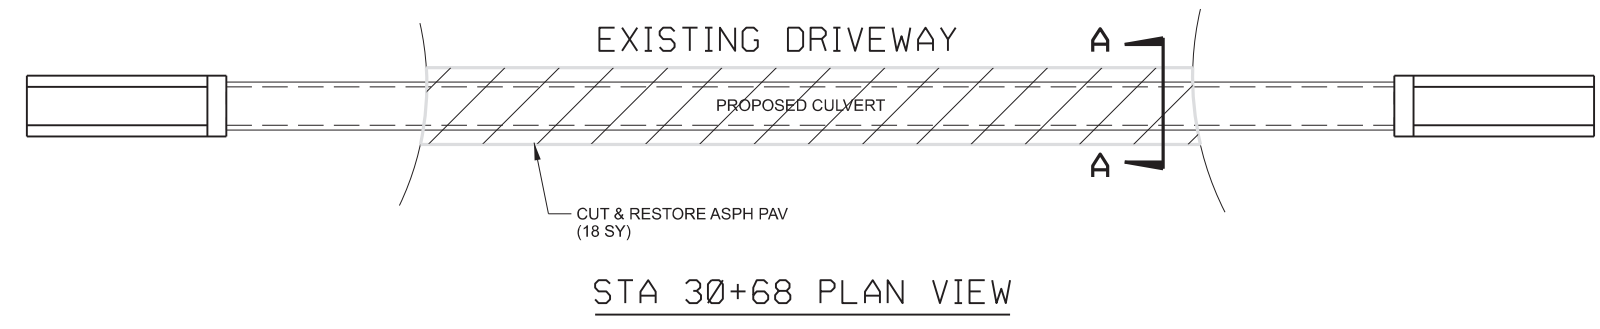 EXISTING DRIVEWAY
A
PROPOSED CULVERT
A
CUT & RESTORE ASPH PAV
(18 SY)
STA 30+68 PLAN VIEW